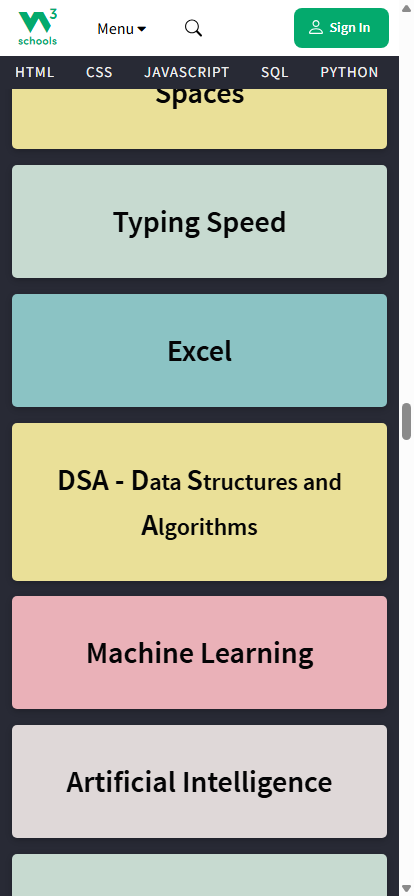 W3
schools
Menu
Sign In
HTML CSS JAVASCRIPT SQL PYTHON
Spaces
Typing Speed
Excel
DSA - Data Structures and
Algorithms
Machine Learning
Artificial Intelligence